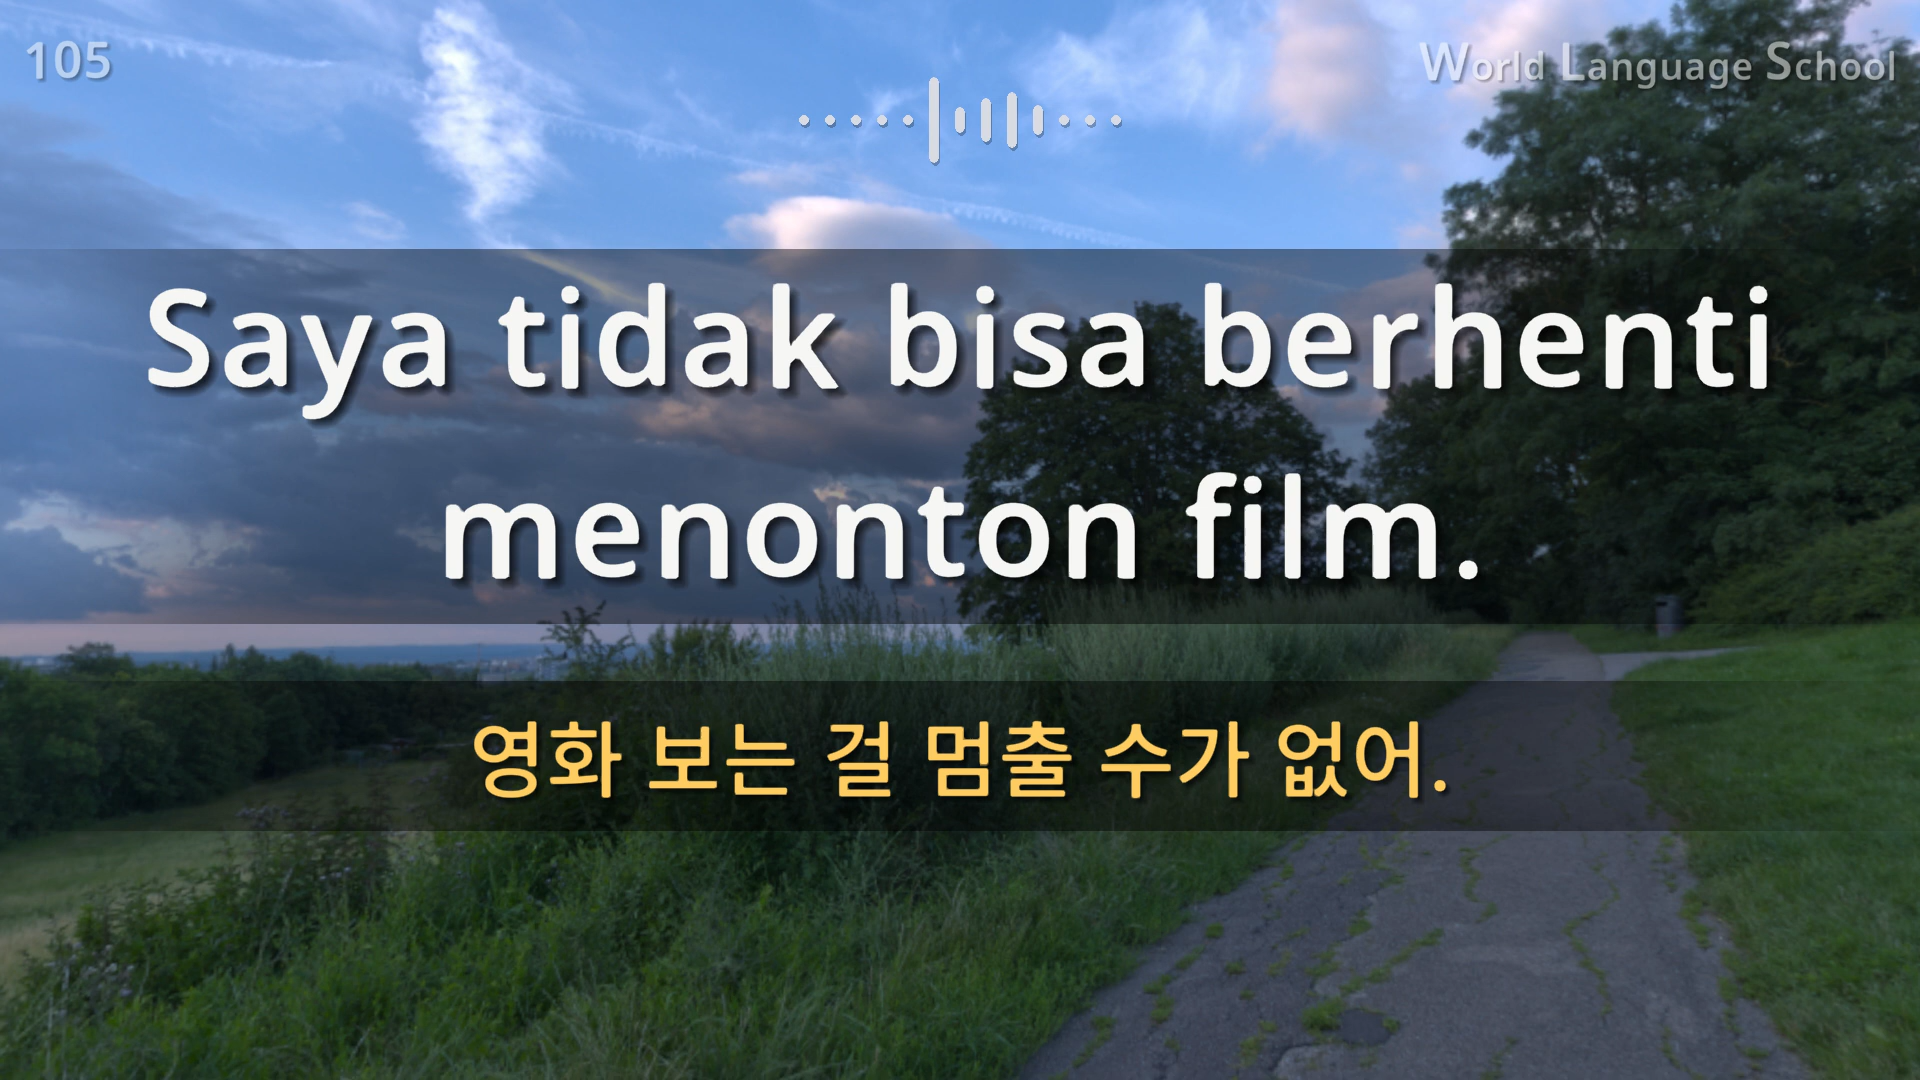 105
World Language School
Saya tidak bisa berhenti
menonton film.
영화 보는 걸 멈출 수가 없어.